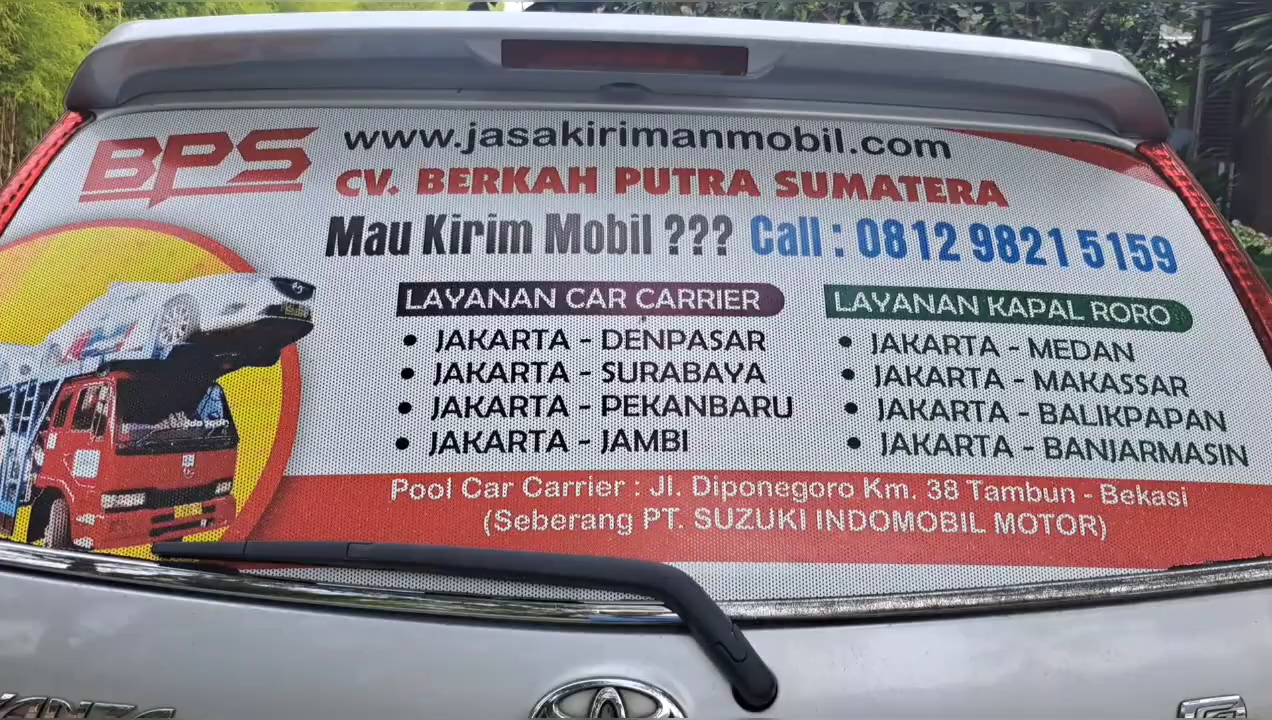 BPS
www.jasakirimanmobil.com
CV. BERKAH PUTRA SUMATERA
Mau Kirim Mobil ??? Call : 0812 9821 5159
LAYANAN CAR CARRIER
• JAKARTA - DENPASAR
• JAKARTA - SURABAYA
• JAKARTA - PEKANBARU
• JAKARTA - JAMBI
LAYANAN KAPAL RORO
• JAKARTA - MEDAN
• JAKARTA - MAKASSAR
• JAKARTA - BALIKPAPAN
• JAKARTA - BANJARMASIN
Pool Car Carrier : Jl. Diponegoro Km. 38 Tambun - Bekasi
(Seberang PT. SUZUKI INDOMOBIL MOTOR)
G